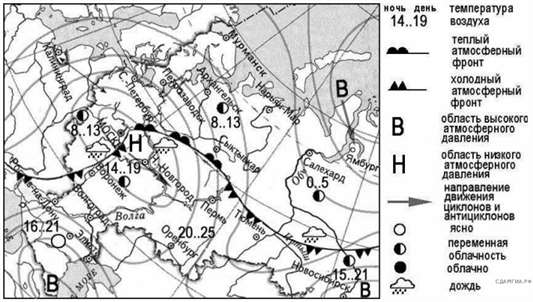 Мурманск
Калининград
С.-Петербург
Петрозаводск
Архангельск
Нарьян-Мар
В
8..13
8..13
Н
Сыктывкар
Салехард
Ямбург
Обь
14..19
Воронеж
Н-Новгород
0..5
16..21
Волга
Пермь
20..25
Тюмень
Элиста
Оренбург
Иртыш
Новосибирск
15..21
В
В
море
ночь день
14..19
температура
воздуха
теплый
атмосферный
фронт
холодный
атмосферный
фронт
В
область высокого
атмосферного
давления
Н
область низкого
атмосферного
давления
направление
движения
циклонов и
антициклонов
ясно
переменная
облачность
облачно
дождь
СДАМГИА.РФ